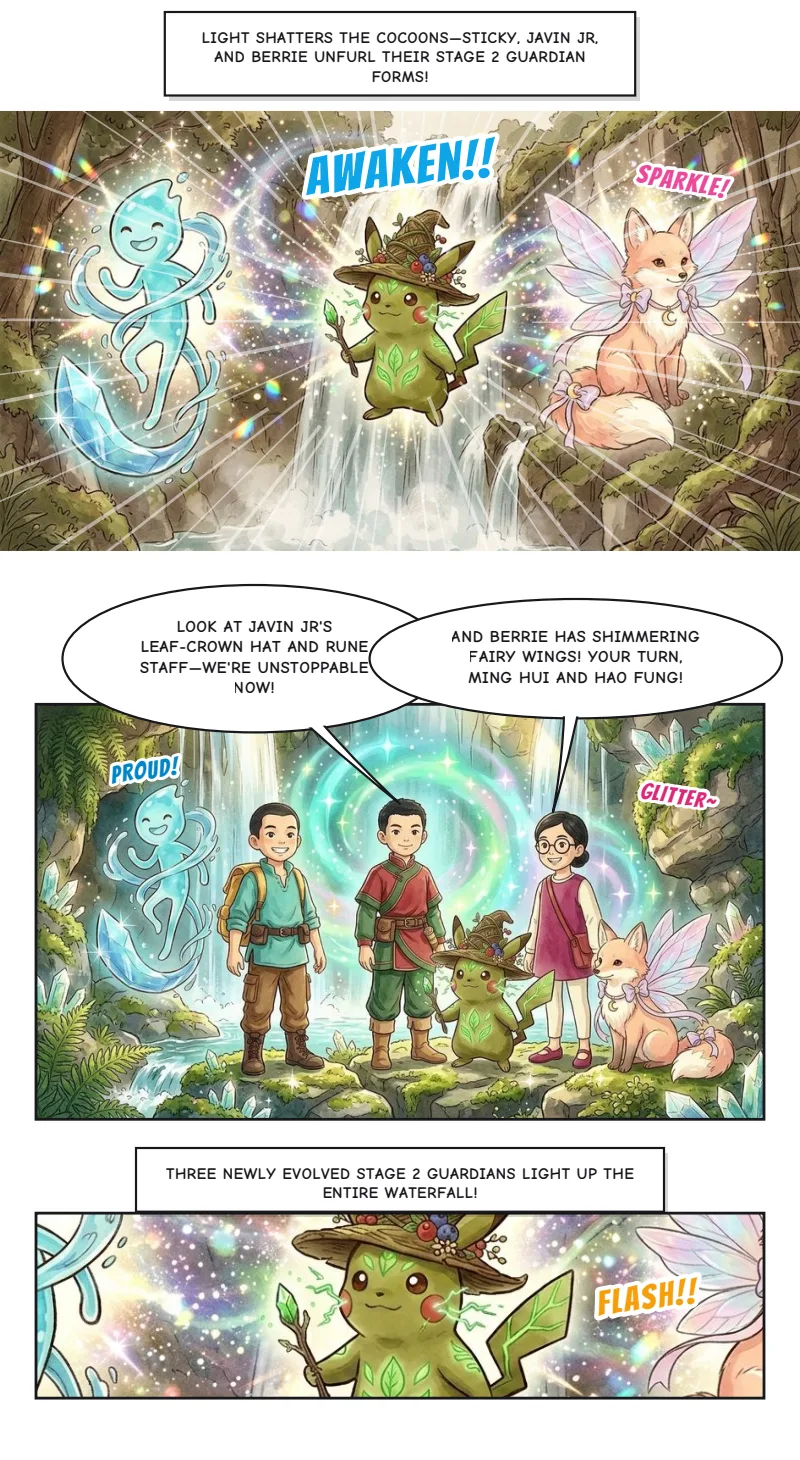 LIGHT SHATTERS THE COCOONS—STICKY, JAVIN JR,
AND BERRIE UNFURL THEIR STAGE 2 GUARDIAN
FORMS!
AWAKEN!!
SPARKLE!
LOOK AT JAVIN JR'S
LEAF-CROWN HAT AND RUNE
STAFF—WE'RE UNSTOPPABLE
NOW!
AND BERRIE HAS SHIMMERING
FAIRY WINGS! YOUR TURN,
MING HUI AND HAO FUNG!
PROUD!
GLITTER~
THREE NEWLY EVOLVED STAGE 2 GUARDIANS LIGHT UP THE
ENTIRE WATERFALL!
FLASH!!